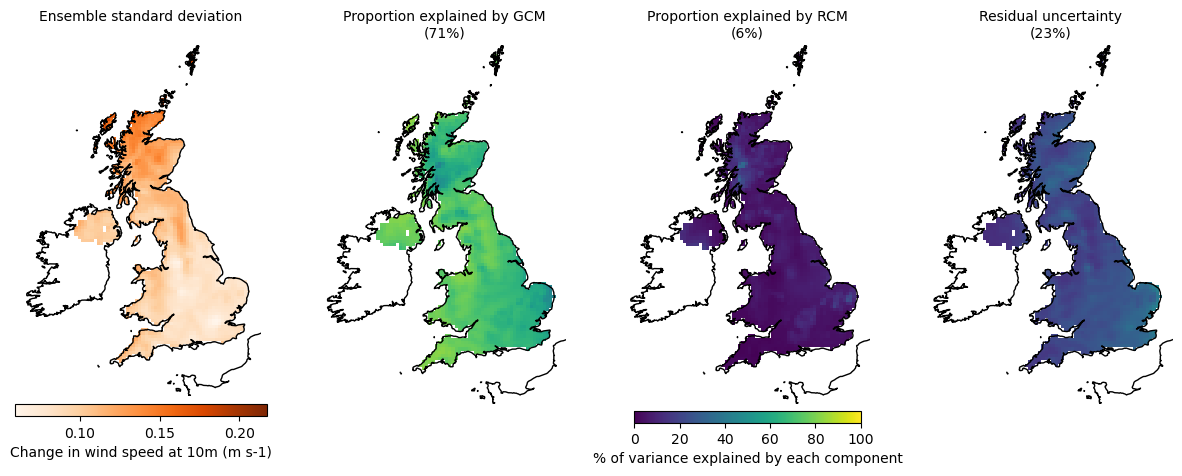 Ensemble standard deviation
Proportion explained by GCM
(71%)
Proportion explained by RCM
(6%)
Residual uncertainty
(23%)
0.10 0.15 0.20
Change in wind speed at 10m (m s-1)
0 20 40 60 80 100
% of variance explained by each component